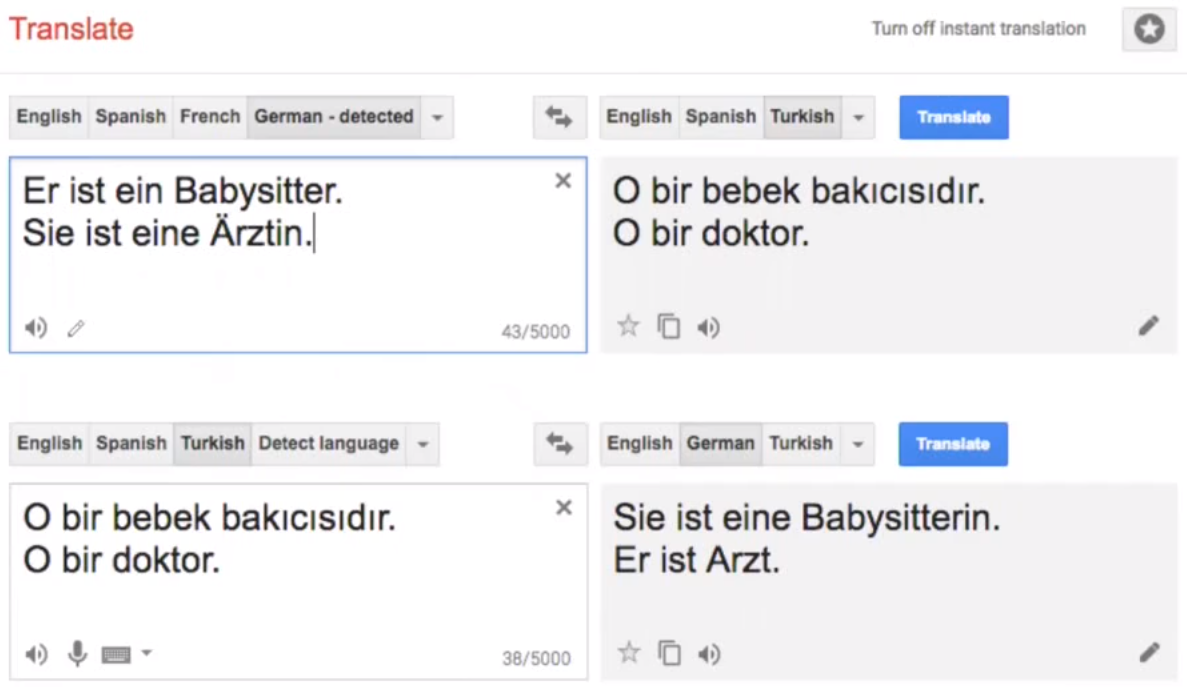 Translate
Turn off instant translation
English Spanish French German - detected
English Spanish Turkish
Translate
Er ist ein Babysitter.
Sie ist eine Ärztin.
43/5000
O bir bebek bakıcısıdır.
O bir doktor.
English Spanish Turkish Detect language
English German Turkish
Translate
O bir bebek bakıcısıdır.
O bir doktor.
38/5000
Sie ist eine Babysitterin.
Er ist Arzt.